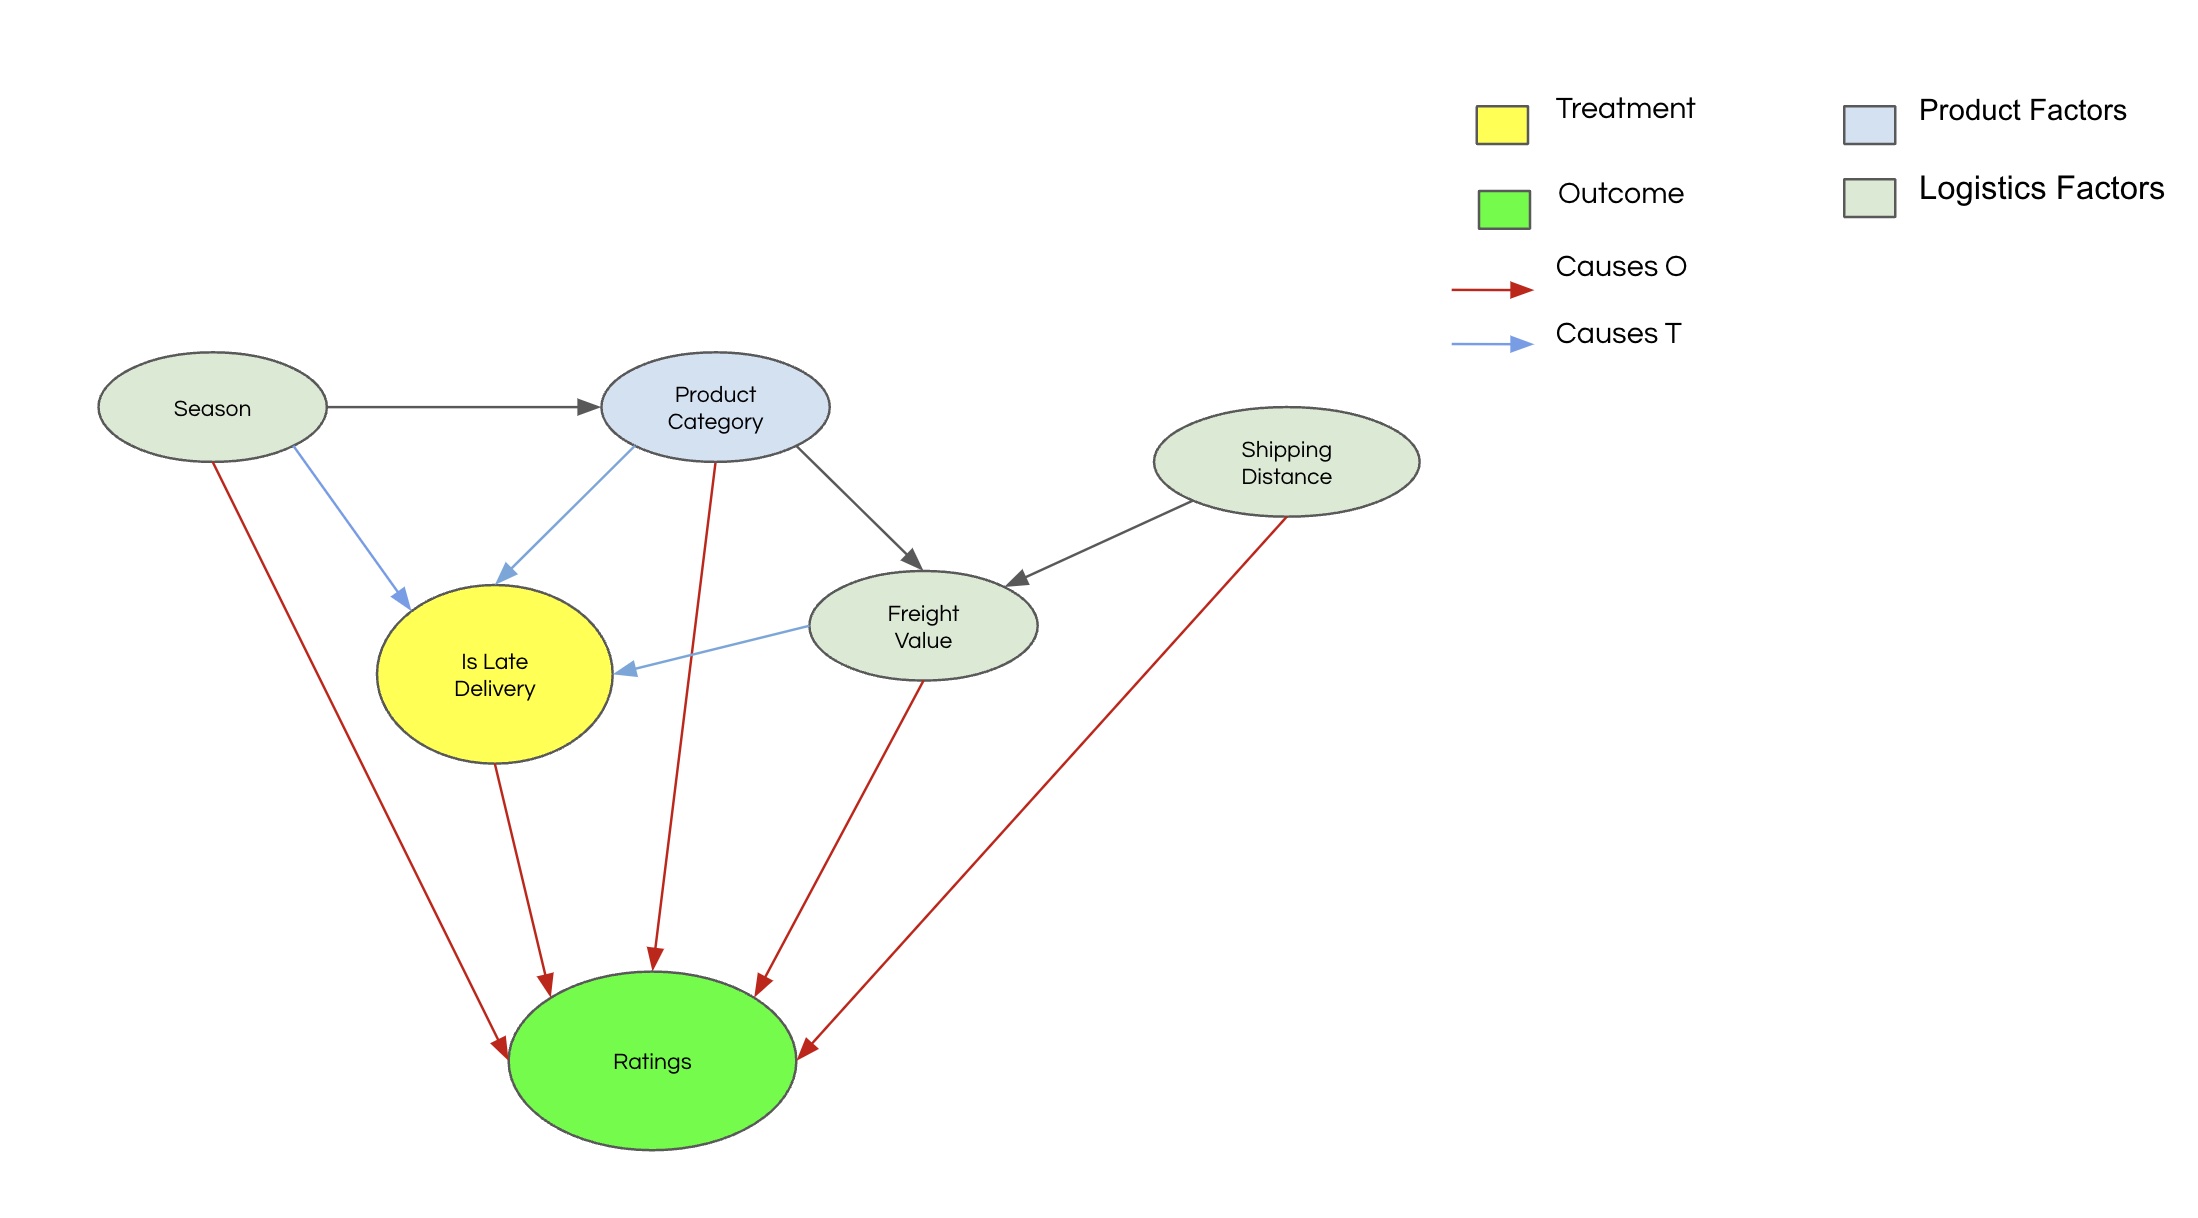 Treatment
Product Factors
Outcome
Logistics Factors
Causes O
Causes T
Season
Product
Category
Shipping
Distance
Freight
Value
Is Late
Delivery
Ratings